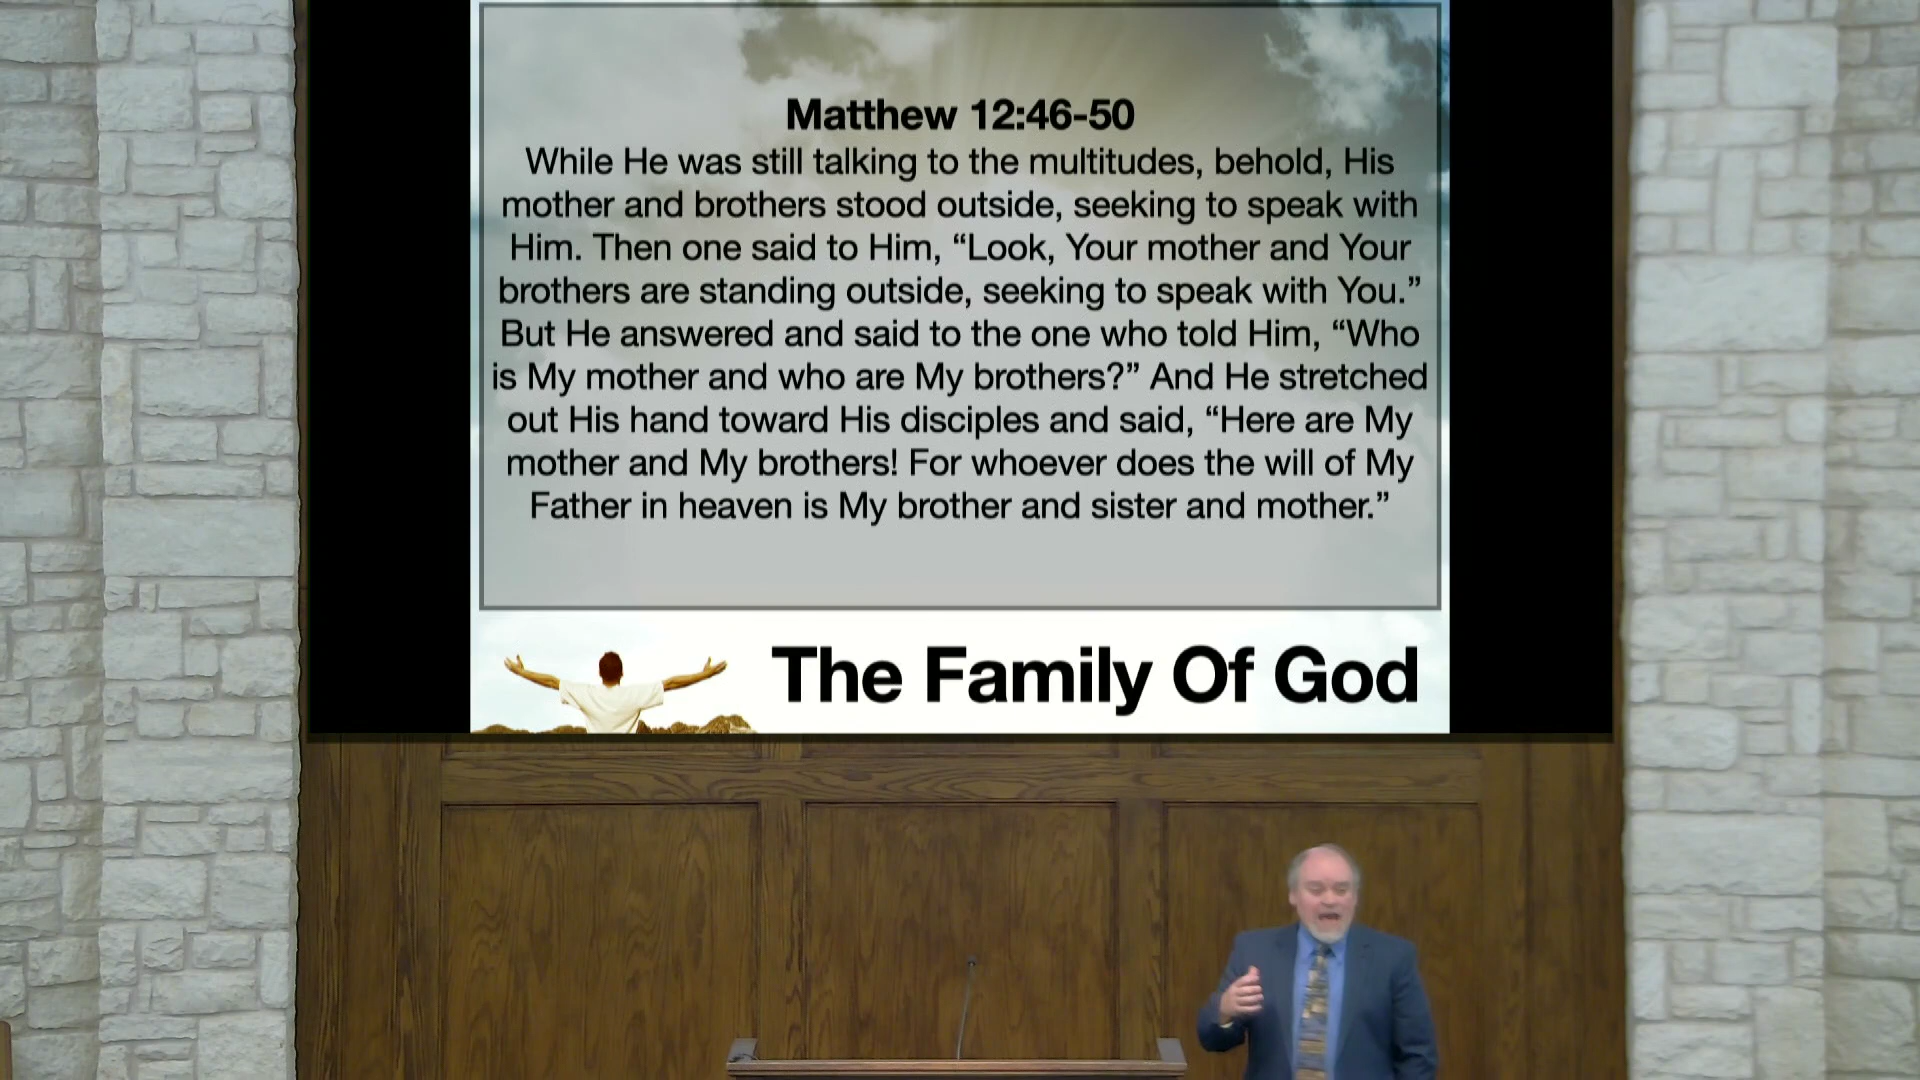 Matthew 12:46-50
While He was still talking to the multitudes, behold, His
mother and brothers stood outside, seeking to speak with
Him. Then one said to Him, “Look, Your mother and Your
brothers are standing outside, seeking to speak with You.”
But He answered and said to the one who told Him, “Who
is My mother and who are My brothers?” And He stretched
out His hand toward His disciples and said, “Here are My
mother and My brothers! For whoever does the will of My
Father in heaven is My brother and sister and mother.”
The Family Of God